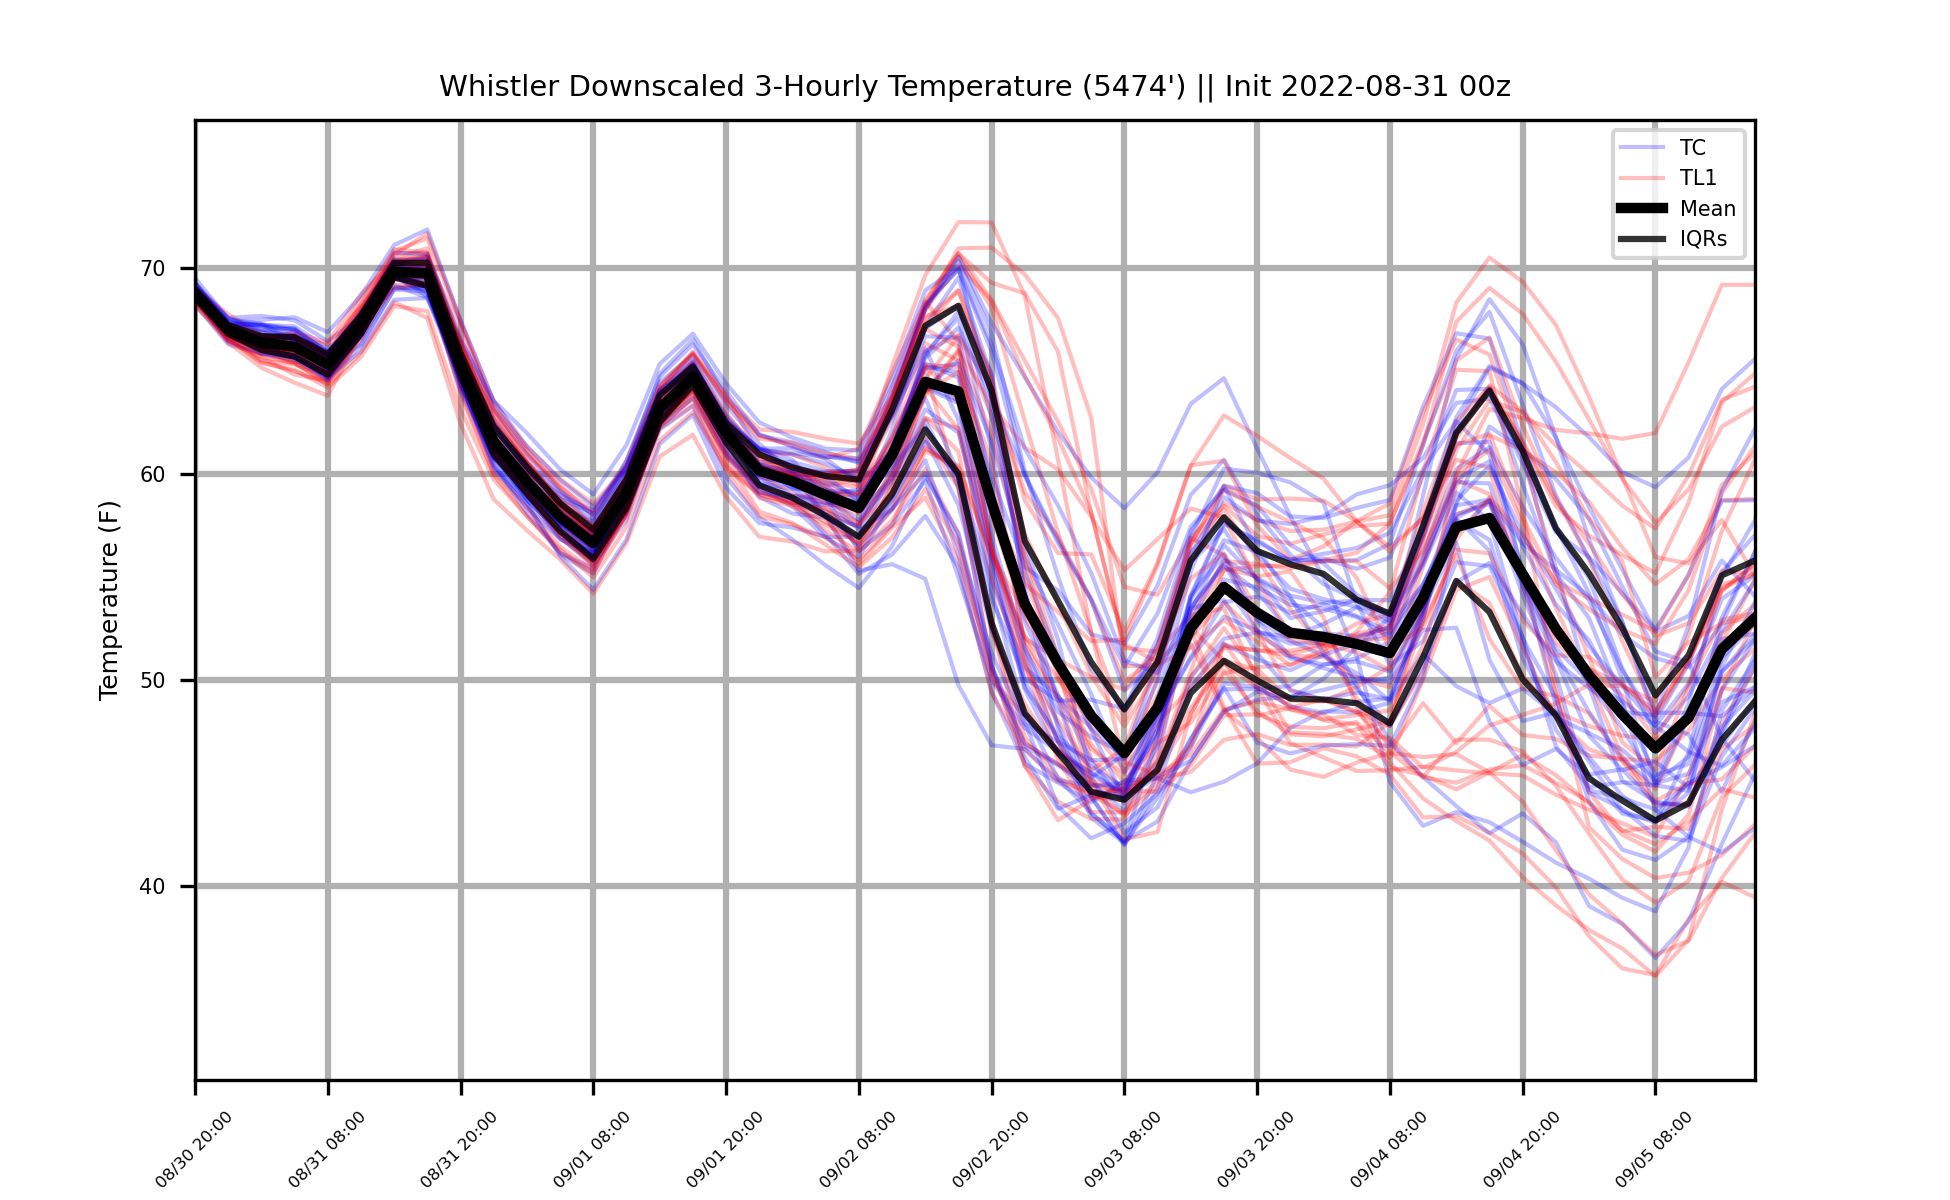 Whistler Downscaled 3-Hourly Temperature (5474') || Init 2022-08-31 00z
TC
TL1
Mean
IQRs
Temperature (F)
70
60
50
40
08/30 20:00
08/31 08:00
08/31 20:00
09/01 08:00
09/01 20:00
09/02 08:00
09/02 20:00
09/03 08:00
09/03 20:00
09/04 08:00
09/04 20:00
09/05 08:00